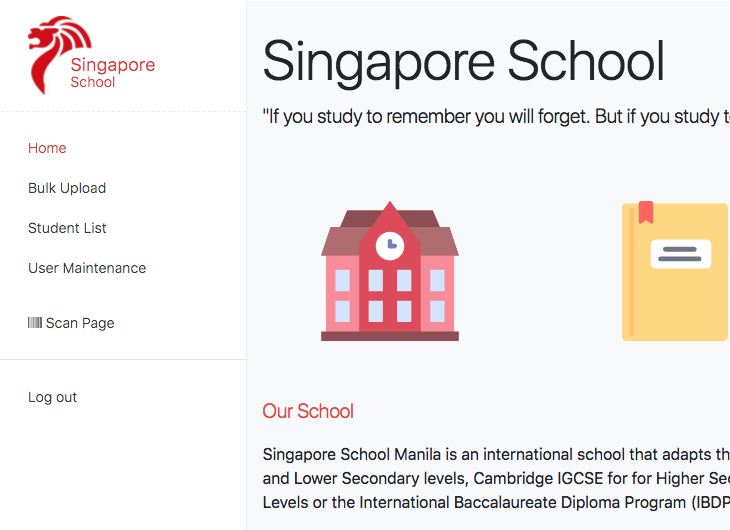 Singapore
School
Home
Bulk Upload
Student List
User Maintenance
Scan Page
Log out
Singapore School
"If you study to remember you will forget. But if you study
Our School
Singapore School Manila is an international school that adapts
and Lower Secondary levels, Cambridge IGCSE for for Higher
Levels or the International Baccalaureate Diploma Program (IBDP